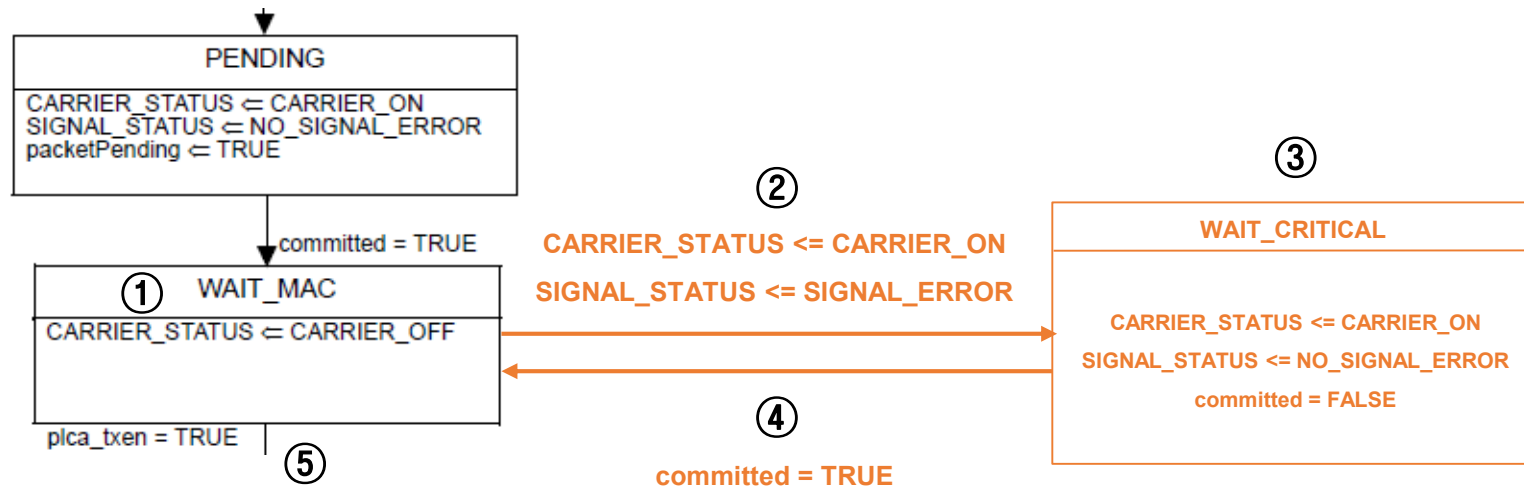 PENDING
CARRIER_STATUS ⇐ CARRIER_ON
SIGNAL_STATUS ⇐ NO_SIGNAL_ERROR
packetPending ⇐ TRUE
committed = TRUE
① WAIT_MAC
CARRIER_STATUS ⇐ CARRIER_OFF
plca_txen = TRUE
⑤
②
CARRIER_STATUS <= CARRIER_ON
SIGNAL_STATUS <= SIGNAL_ERROR
④
committed = TRUE
③
WAIT_CRITICAL
CARRIER_STATUS <= CARRIER_ON
SIGNAL_STATUS <= NO_SIGNAL_ERROR
committed = FALSE